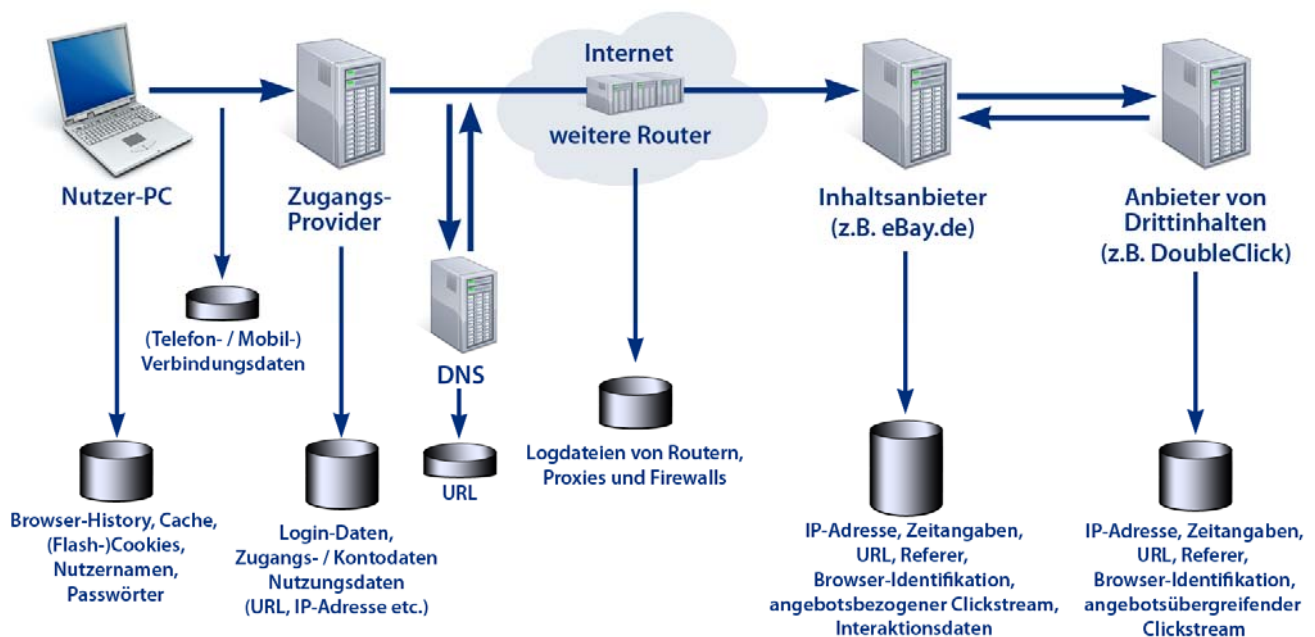 Internet
weitere Router
Nutzer-PC
Zugangs-
Provider
Inhaltsanbieter
(z.B. eBay.de)
Anbieter von
Drittinhalten
(z.B. DoubleClick)
(Telefon- / Mobil-)
Verbindungsdaten
DNS
URL
Logdateien von Routern,
Proxies und Firewalls
Browser-History, Cache,
(Flash-)Cookies,
Nutzernamen,
Passwörter
Login-Daten,
Zugangs- / Kontodaten
Nutzungsdaten
(URL, IP-Adresse etc.)
IP-Adresse, Zeitangaben,
URL, Referer,
Browser-Identifikation,
angebotsbezogener Clickstream,
Interaktionsdaten
IP-Adresse, Zeitangaben,
URL, Referer,
Browser-Identifikation,
angebotsübergreifender
Clickstream